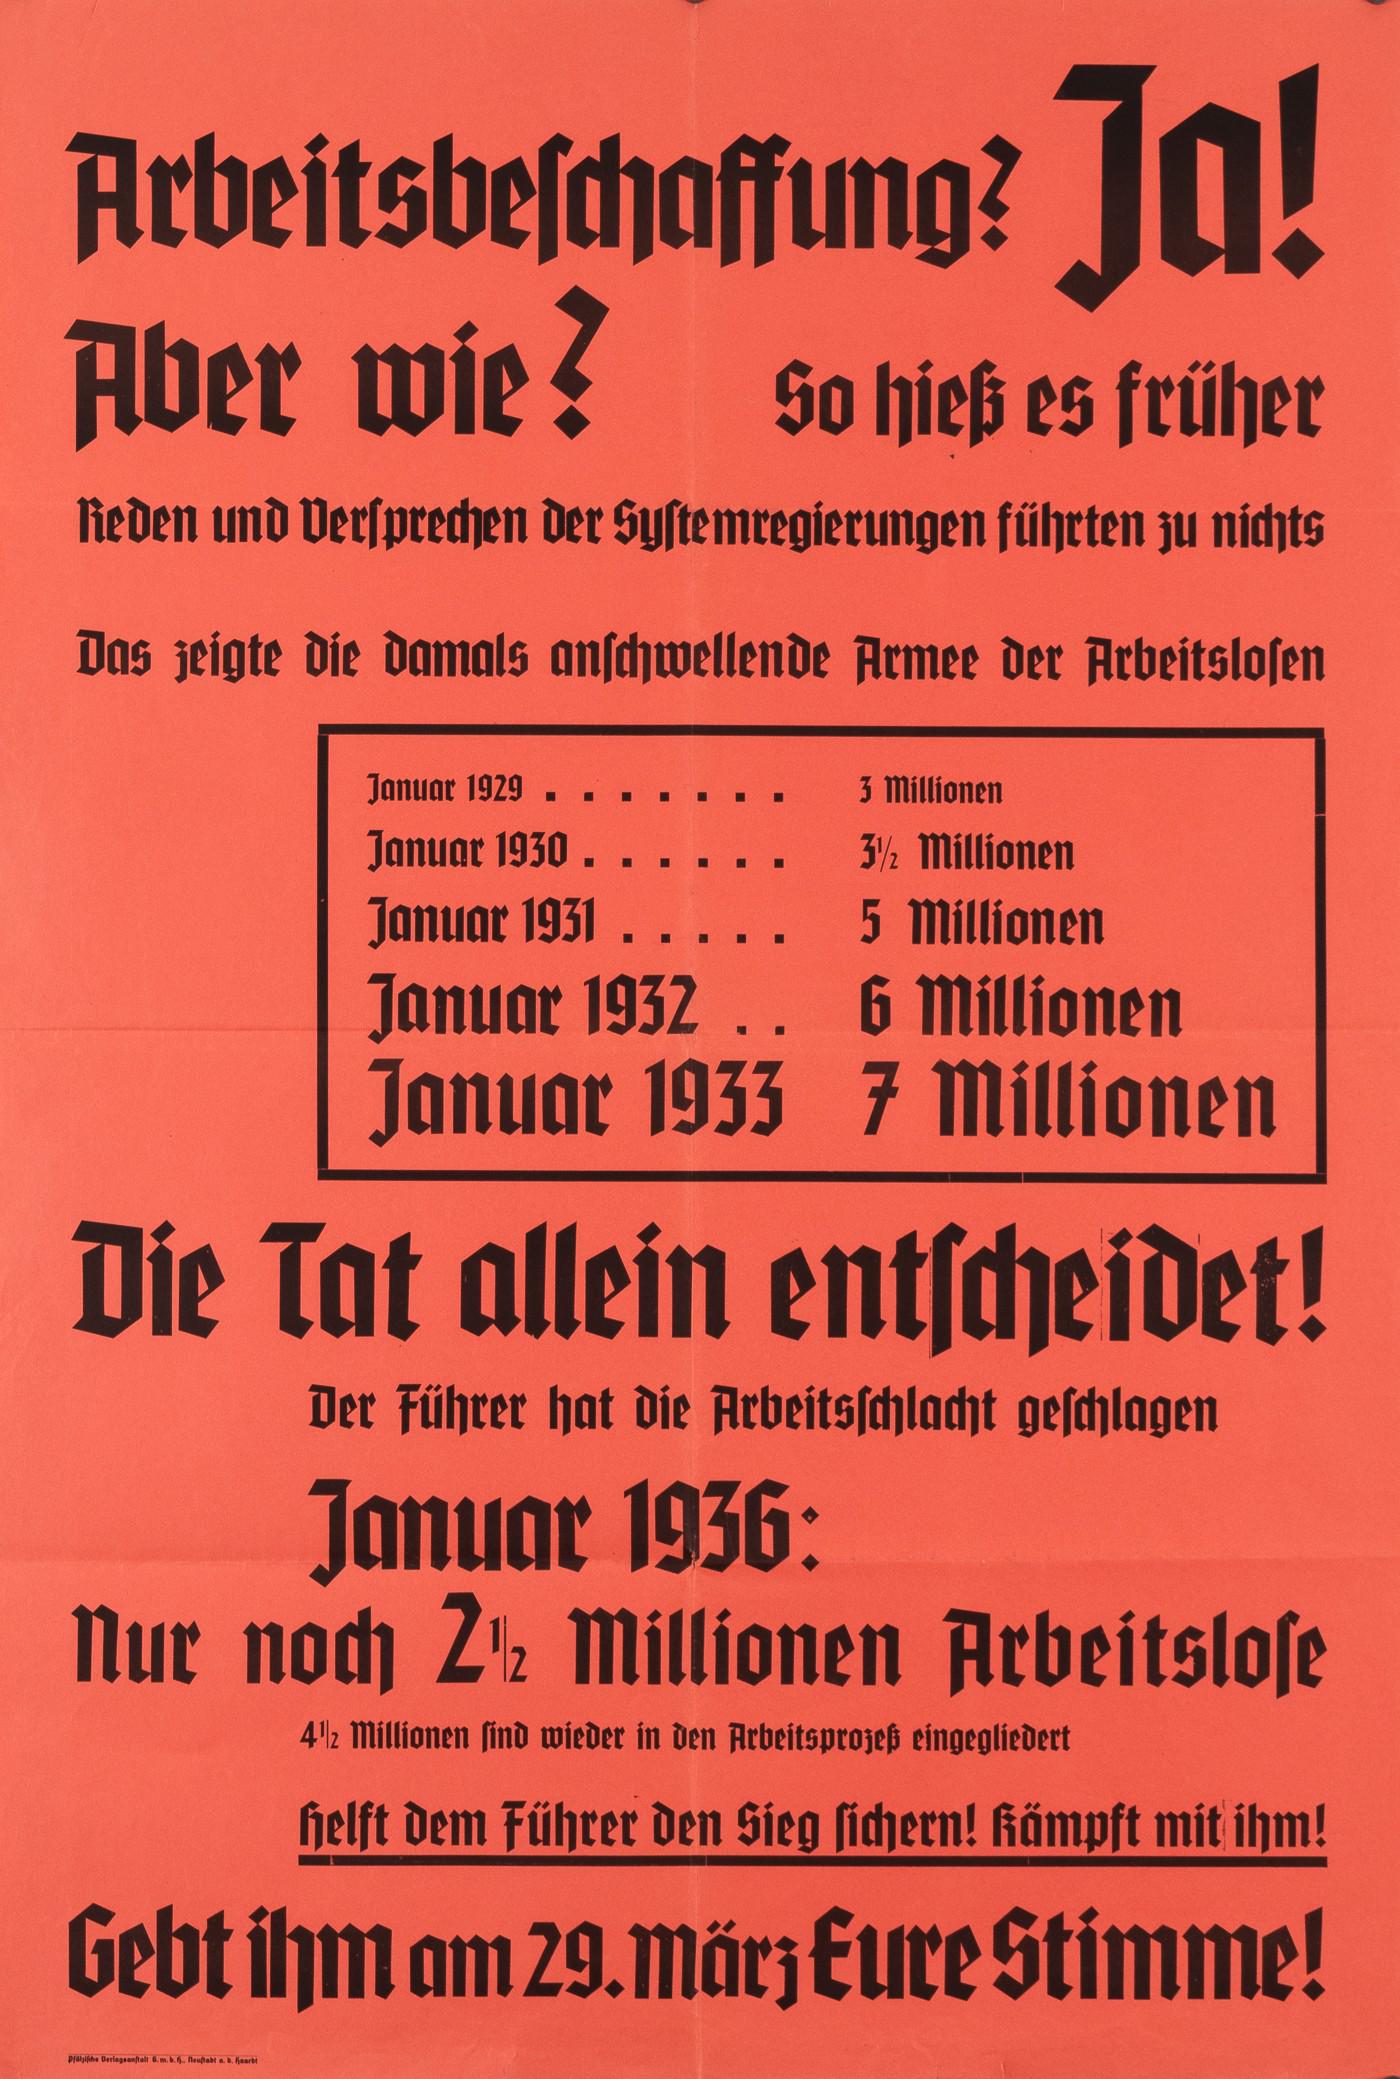 Arbeitsbeschaffung? Ja!
Aber wie? So hieß es früher
Reden und Versprechen der Systemregierungen führten zu nichts
Das zeigte die damals anschwellende Armee der Arbeitslosen
Januar 1929 . . . . . . . 3 Millionen
Januar 1930 . . . . . . 3½ Millionen
Januar 1931 . . . . . 5 Millionen
Januar 1932 . . 6 Millionen
Januar 1933 7 Millionen
Die Tat allein entscheidet!
Der Führer hat die Arbeitsschlacht geschlagen
Januar 1936:
Nur noch 2½ Millionen Arbeitslose
4½ Millionen sind wieder in den Arbeitsprozeß eingegliedert
Helft dem Führer den Sieg sichern! Kämpft mit ihm!
Gebt ihm am 29. März Eure Stimme!
Pfälzische Verlagsanstalt G. m. b. H., Neustadt a. d. Haardt